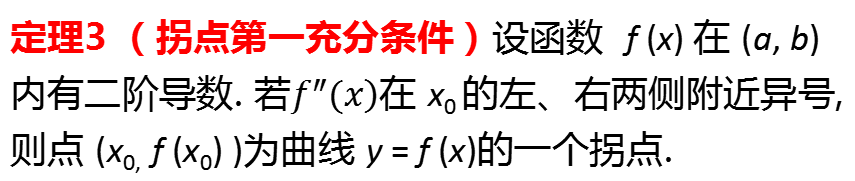 定理3 （拐点第一充分条件）设函数 f (x) 在 (a, b)
内有二阶导数. 若f″(x)在 x₀ 的左、右两侧附近异号,
则点 (x₀, f (x₀) )为曲线 y = f (x)的一个拐点.